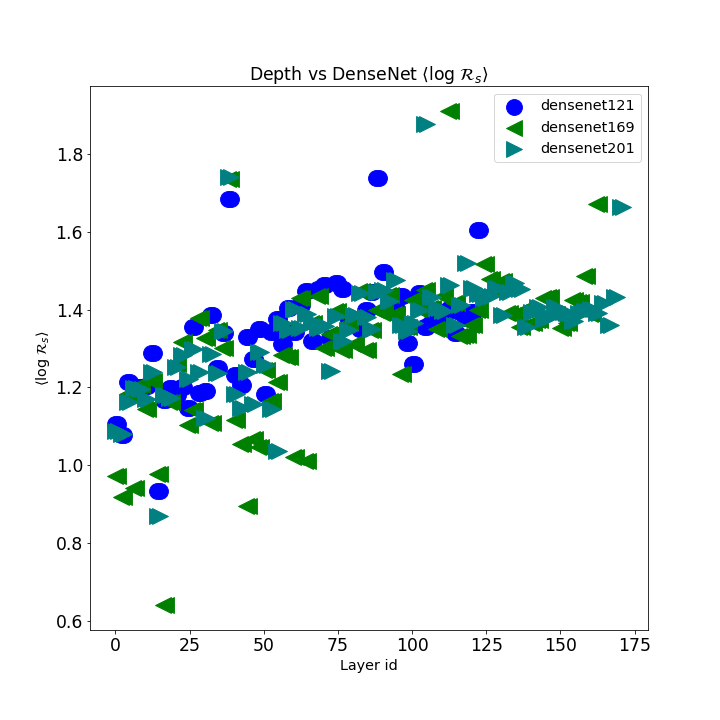 Depth vs DenseNet ⟨log 𝓡ₛ⟩
densenet121
densenet169
densenet201
⟨log 𝓡ₛ⟩
1.8
1.6
1.4
1.2
1.0
0.8
0.6
0 25 50 75 100 125 150 175
Layer id